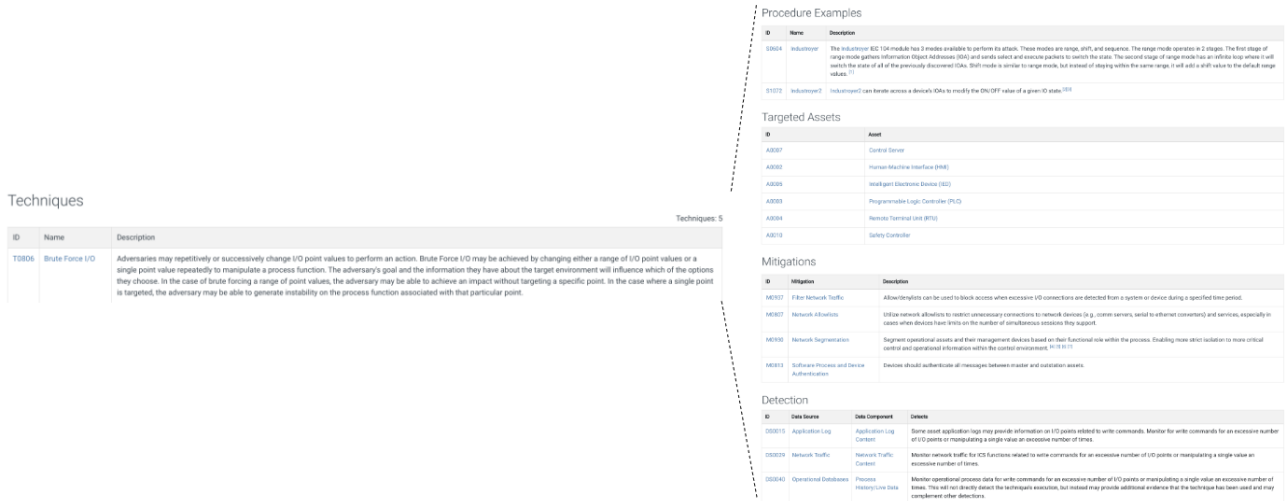 Techniques
Techniques: 5
ID Name Description
T0806 Brute Force I/O Adversaries may repetitively or successively change I/O point values to perform an action. Brute Force I/O may be achieved by changing either a range of I/O point values or a
single point value repeatedly to manipulate a process function. The adversary's goal and the information they have about the target environment will influence which of the options
they choose. In the case of brute forcing a range of point values, the adversary may be able to achieve an impact without targeting a specific point. In the case where a single point
is targeted, the adversary may be able to generate instability on the process function associated with that particular point.
Procedure Examples
ID Name Description
S0604 Industroyer The Industroyer IEC 104 module has 3 modes available to perform its attack. These modes are range, shift, and sequence. The range mode operates in 2 stages. The first stage of
range mode gathers Information Object Addresses (IOA) and sends select and execute packets to switch the state. The second stage of range mode has an infinite loop where it will
switch the state of all of the previously discovered IOAs. Shift mode is similar to range mode, but instead of staying within the same range, it will add a shift value to the default range
values. [1]
S1072 Industroyer2 Industroyer2 can iterate across a device's IOAs to modify the ON/OFF value of a given IO state.
Targeted Assets
ID Asset
A0007 Control Server
A0002 Human-Machine Interface (HMI)
A0005 Intelligent Electronic Device (IED)
A0003 Programmable Logic Controller (PLC)
A0004 Remote Terminal Unit (RTU)
A0010 Safety Controller
Mitigations
ID Mitigation Description
M0937 Filter Network Traffic Allow/denylists can be used to block access when excessive I/O connections are detected from a system or device during a specified time period.
M0807 Network Allowlists Utilize network allowlists to restrict unnecessary connections to network devices (e.g., comm servers, serial to ethernet converters) and services, especially in
cases when devices have limits on the number of simultaneous sessions they support.
M0930 Network Segmentation Segment operational assets and their management devices based on their functional role within the process. Enabling more strict isolation to more critical
control and operational information within the control environment.
M0813 Software Process and Device Devices should authenticate all messages between master and outstation assets.
Authentication
Detection
ID Data Source Data Component Detects
DS0015 Application Log Application Log Some asset application logs may provide information on I/O points related to write commands. Monitor for write commands for an excessive number
Content of I/O points or manipulating a single value an excessive number of times.
DS0029 Network Traffic Network Traffic Monitor network traffic for ICS functions related to write commands for an excessive number of I/O points or manipulating a single value an
Content excessive number of times.
DS0040 Operational Databases Process Monitor operational process data for write commands for an excessive number of I/O points or manipulating a single value an excessive number of
History/Live Data times. This will not directly detect the technique's execution, but instead may provide additional evidence that the technique has been used and may
complement other detections.